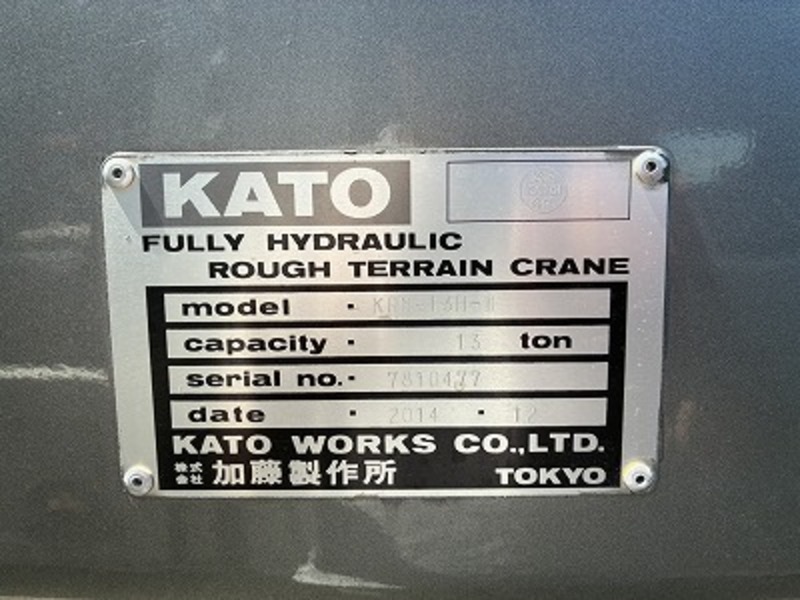 KATO
FULLY HYDRAULIC
ROUGH TERRAIN CRANE
model ·
capacity · 13 ton
serial no. · 7810477
date · 2014 · 12
KATO WORKS CO.,LTD.
株式会社 加藤製作所 TOKYO